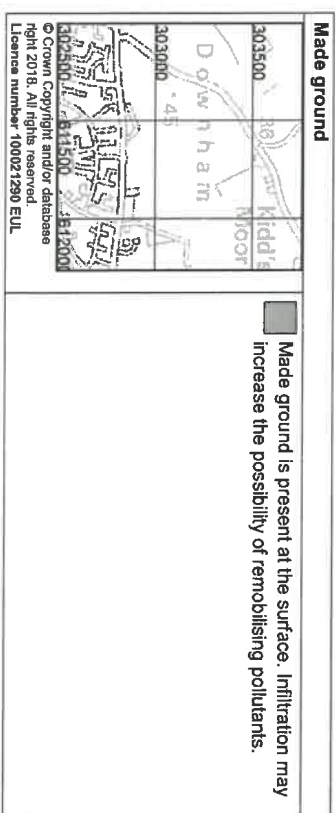 Made ground
303500
303000
302500
611500
612000
36
Kidd's
Moor
Downham
45
© Crown Copyright and/or database
right 2018. All rights reserved.
Licence number 100021290 EUL
Made ground is present at the surface. Infiltration may
increase the possibility of remobilising pollutants.